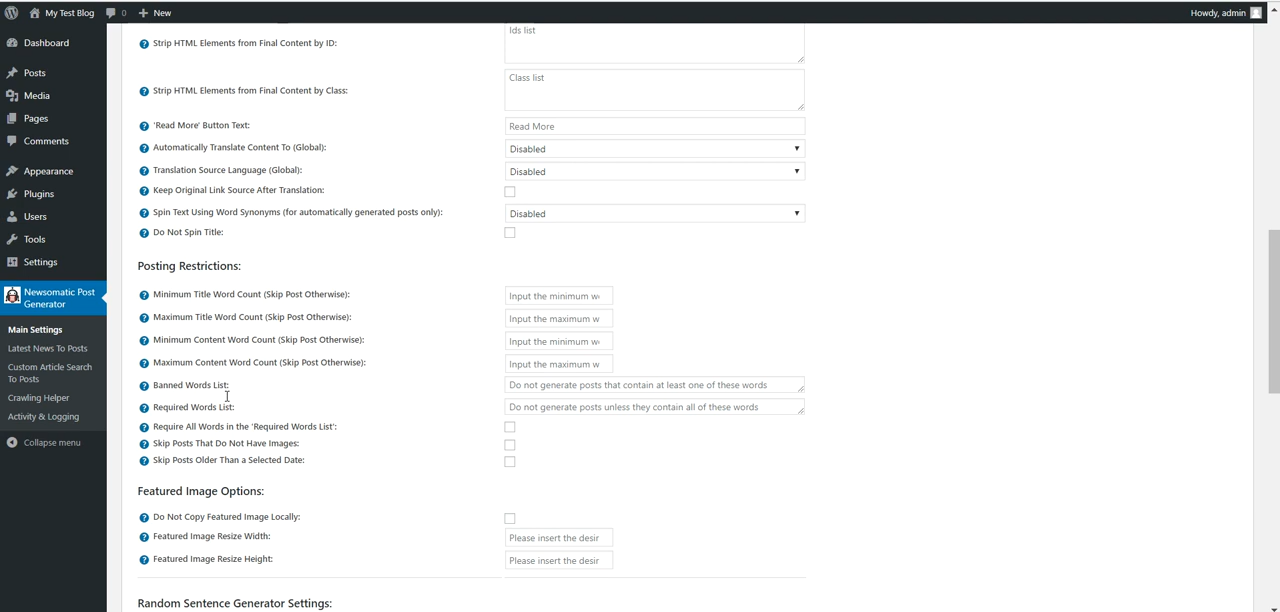 My Test Blog
0
New
Howdy, admin
Dashboard
Posts
Media
Pages
Comments
Appearance
Plugins
Users
Tools
Settings
Newsomatic Post
Generator
Main Settings
Latest News To Posts
Custom Article Search
To Posts
Crawling Helper
Activity & Logging
Collapse menu
Strip HTML Elements from Final Content by ID:
Ids list
Strip HTML Elements from Final Content by Class:
Class list
'Read More' Button Text:
Read More
Automatically Translate Content To (Global):
Disabled
Translation Source Language (Global):
Disabled
Keep Original Link Source After Translation:
Spin Text Using Word Synonyms (for automatically generated posts only):
Disabled
Do Not Spin Title:
Posting Restrictions:
Minimum Title Word Count (Skip Post Otherwise):
Input the minimum w
Maximum Title Word Count (Skip Post Otherwise):
Input the maximum w
Minimum Content Word Count (Skip Post Otherwise):
Input the minimum w
Maximum Content Word Count (Skip Post Otherwise):
Input the maximum w
Banned Words List:
Do not generate posts that contain at least one of these words
Required Words List:
Do not generate posts unless they contain all of these words
Require All Words in the 'Required Words List':
Skip Posts That Do Not Have Images:
Skip Posts Older Than a Selected Date:
Featured Image Options:
Do Not Copy Featured Image Locally:
Featured Image Resize Width:
Please insert the desir
Featured Image Resize Height:
Please insert the desir
Random Sentence Generator Settings: